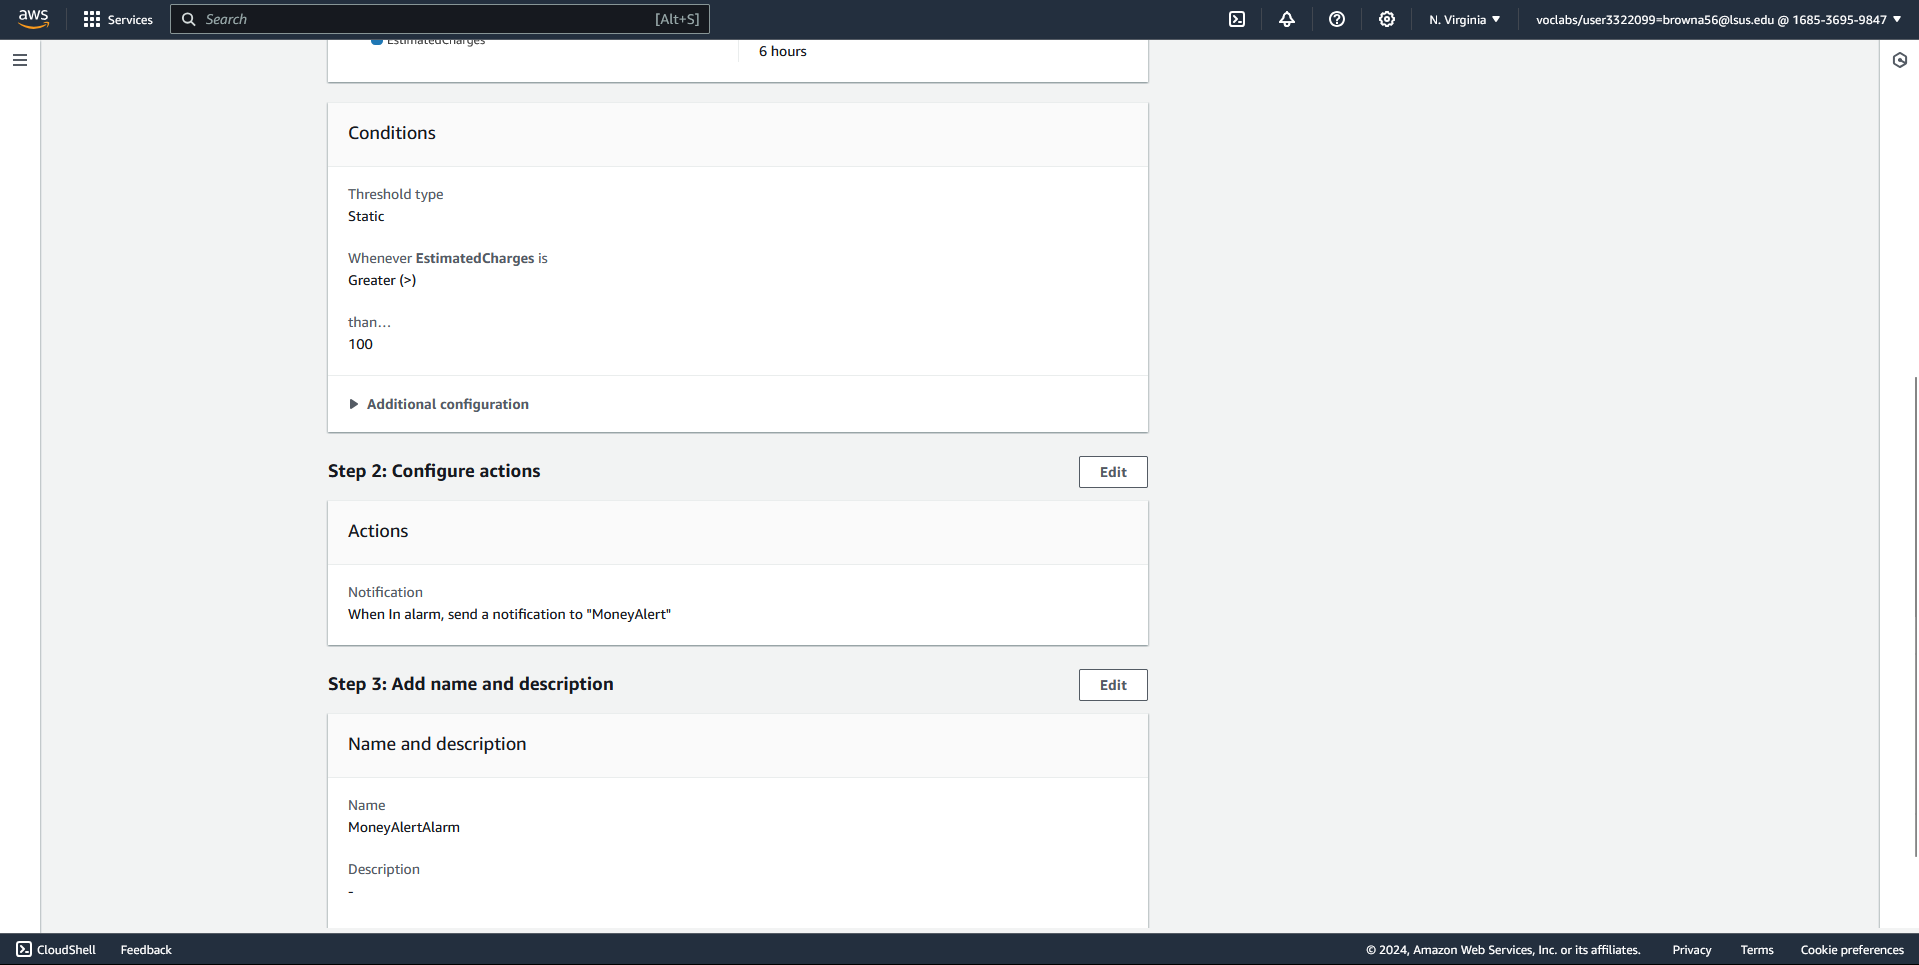 aws
Services
Search
[Alt+S]
N. Virginia
voclabs/user3322099=browna56@lsus.edu @ 1685-3695-9847
EstimatedCharges
6 hours
Conditions
Threshold type
Static
Whenever EstimatedCharges is
Greater (>)
than…
100
Additional configuration
Step 2: Configure actions
Edit
Actions
Notification
When In alarm, send a notification to "MoneyAlert"
Step 3: Add name and description
Edit
Name and description
Name
MoneyAlertAlarm
Description
-
CloudShell
Feedback
© 2024, Amazon Web Services, Inc. or its affiliates.
Privacy
Terms
Cookie preferences